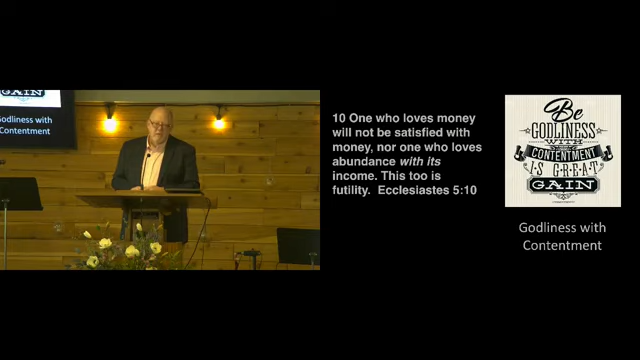 GAIN
Godliness with
Contentment
10 One who loves money
will not be satisfied with
money, nor one who loves
abundance with its
income. This too is
futility.  Ecclesiastes 5:10
Be
GODLINESS
WITH
CONTENTMENT
IS GREAT
GAIN
Godliness with
Contentment